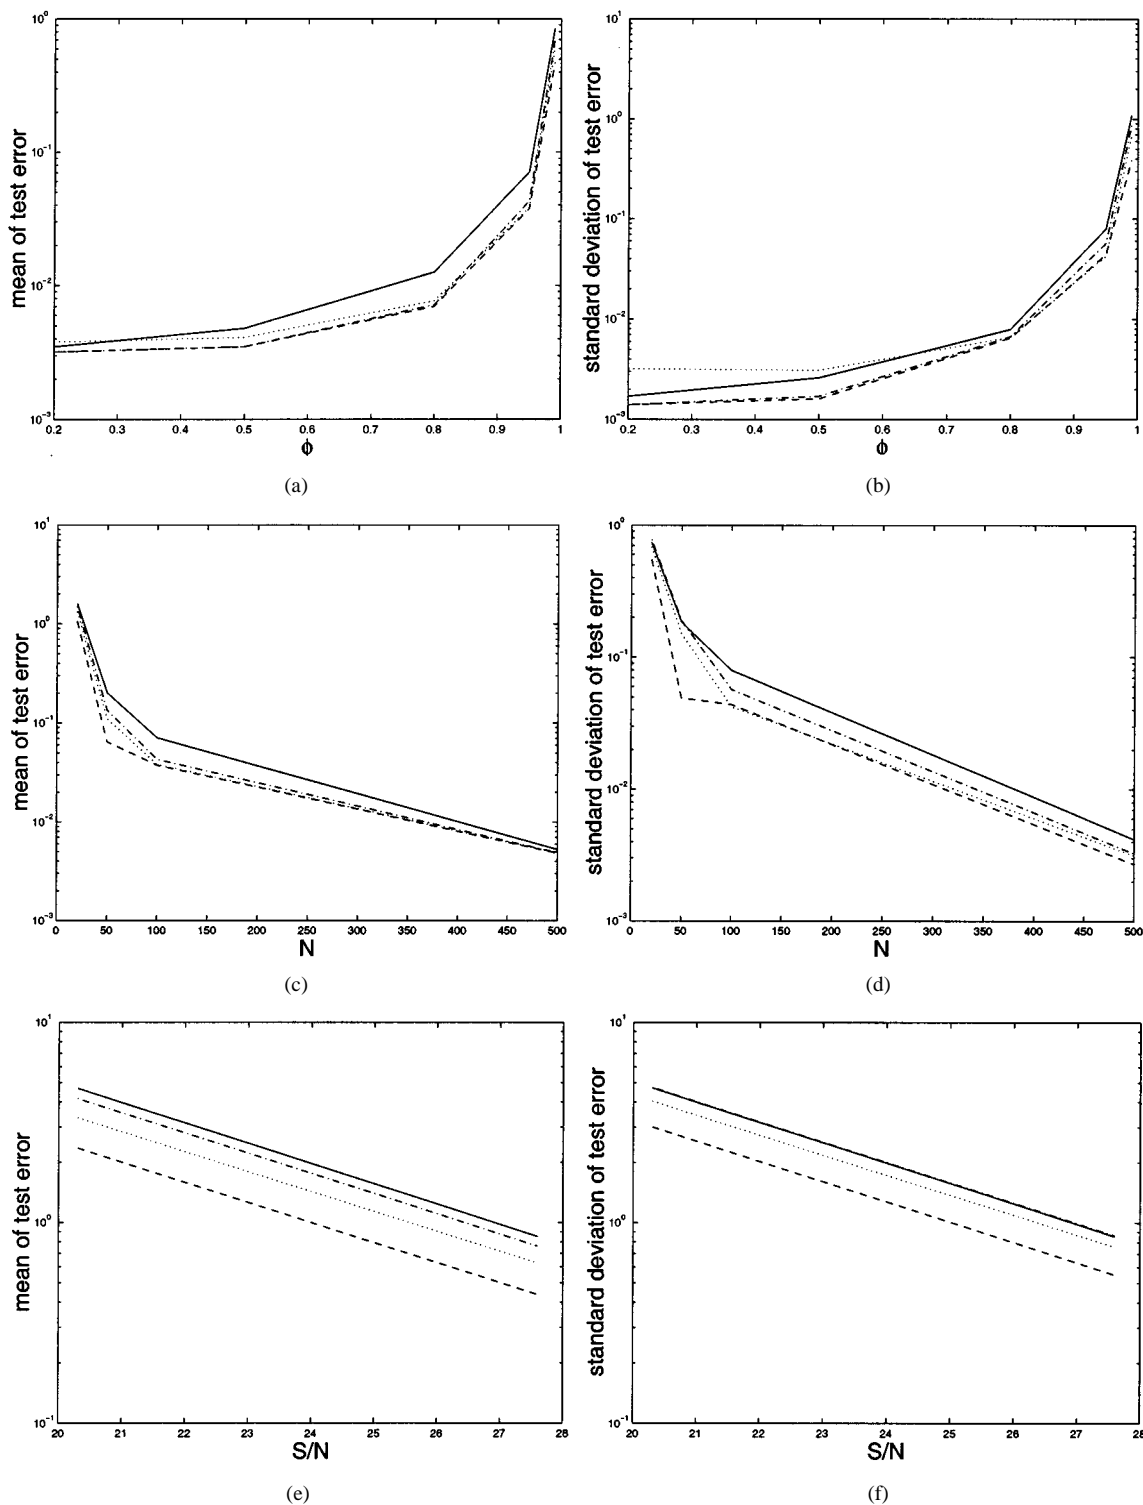 10^0
10^-1
10^-2
10^-3
mean of test error
0.2 0.3 0.4 0.5 0.6 0.7 0.8 0.9 1
ϕ
(a)
10^1
10^0
10^-1
10^-2
10^-3
standard deviation of test error
0.2 0.3 0.4 0.5 0.6 0.7 0.8 0.9 1
ϕ
(b)
10^1
10^0
10^-1
10^-2
10^-3
mean of test error
0 50 100 150 200 250 300 350 400 450 500
N
(c)
10^0
10^-1
10^-2
10^-3
standard deviation of test error
0 50 100 150 200 250 300 350 400 450 500
N
(d)
10^1
10^0
10^-1
mean of test error
20 21 22 23 24 25 26 27 28
S/N
(e)
10^1
10^0
10^-1
standard deviation of test error
20 21 22 23 24 25 26 27 28
S/N
(f)